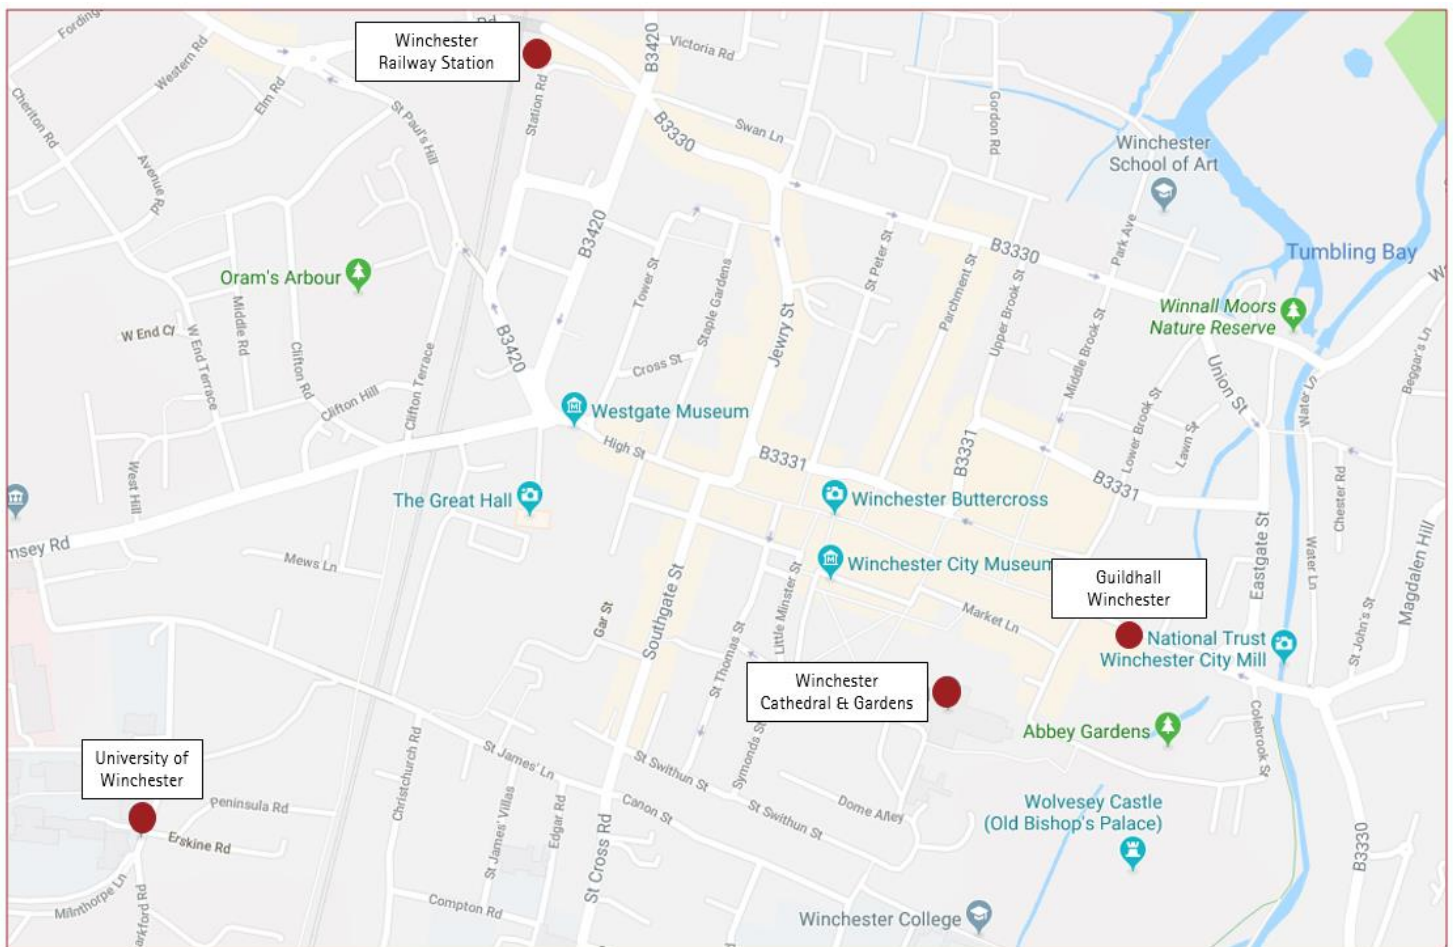 Winchester
Railway Station
Rd
B3420
Victoria Rd
Western Rd
Elm Rd
Cheriton Rd
Avenue Rd
St Paul's Hill
Station Rd
B3330
Swan Ln
Gordon Rd
Winchester
School of Art
Park Ave
B3330
Tumbling Bay
Winnall Moors
Nature Reserve
Oram's Arbour
B3420
Tower St
Staple Gardens
St Peter St
Parchment St
Upper Brook St
Middle Brook St
W End Cl
W End Terrace
Middle Rd
Clifton Rd
Clifton Hill
Clifton Terrace
B3420
Cross St
Jewry St
Union St
Water Ln
Beggar's Ln
Westgate Museum
High St
B3331
B3331
Lower Brook St
Lawn St
B3331
West Hill
The Great Hall
Winchester Buttercross
Chester Rd
Eastgate St
Water Ln
Magdalen Hill
msey Rd
Mews Ln
Winchester City Museum
Guildhall
Winchester
Gar St
Southgate St
Little Minster St
St Thomas St
Market Ln
National Trust
Winchester City Mill
St John's St
Winchester
Cathedral & Gardens
Abbey Gardens
Colebrook St
University of
Winchester
Christchurch Rd
St James' Ln
St Swithun St
Symonds St
St Swithun St
Dome Alley
Wolvesey Castle
(Old Bishop's Palace)
Peninsula Rd
Erskine Rd
St James' Villas
Edgar Rd
Canon St
St Cross Rd
B3330
Milnthorpe Ln
arkford Rd
Compton Rd
Winchester College